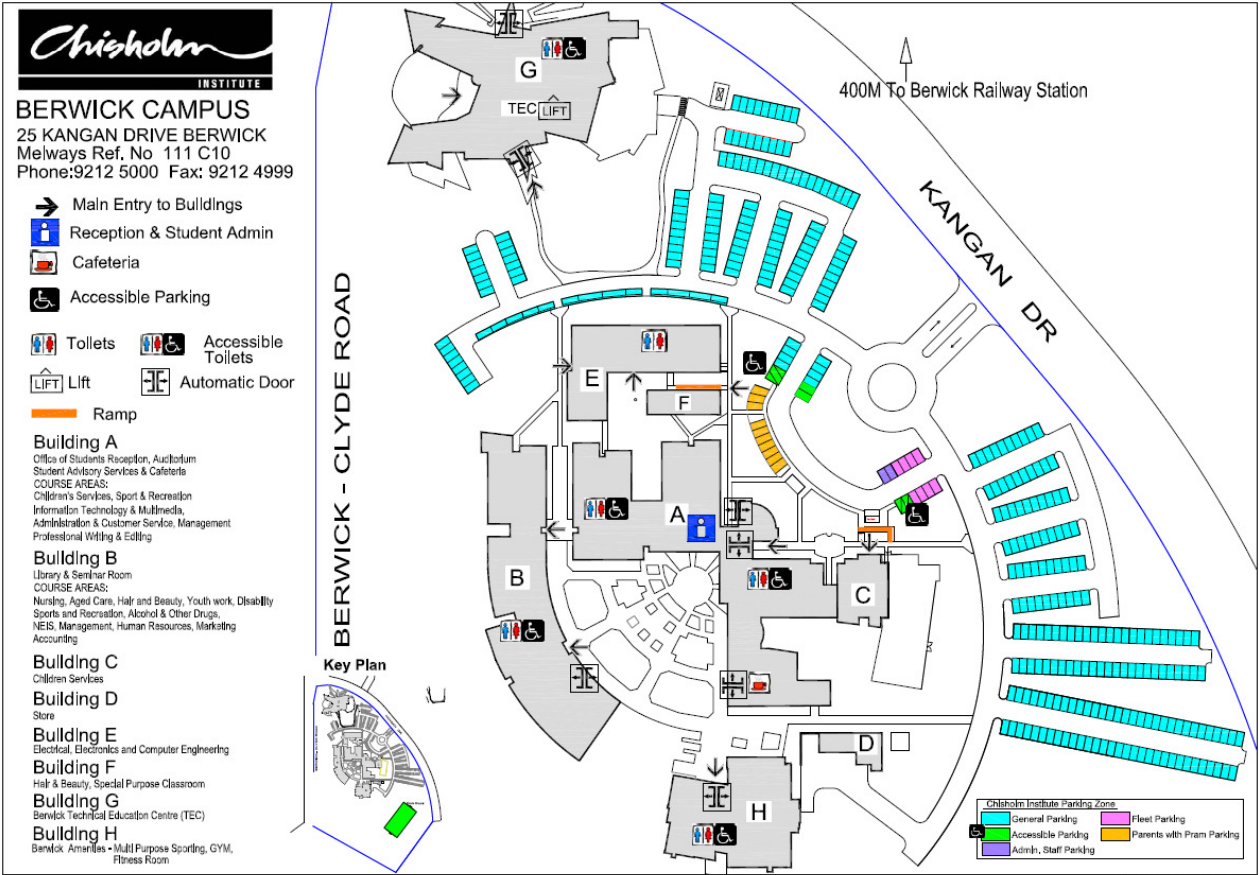 Chisholm
INSTITUTE
BERWICK CAMPUS
25 KANGAN DRIVE BERWICK
Melways Ref. No 111 C10
Phone:9212 5000 Fax: 9212 4999
Main Entry to Buildings
Reception & Student Admin
Cafeteria
Accessible Parking
Toilets
Accessible
Toilets
LIFT
Lift
Automatic Door
Ramp
Building A
Office of Students Reception, Auditorium
Student Advisory Services & Cafeteria
COURSE AREAS:
Children's Services, Sport & Recreation
Information Technology & Multimedia,
Administration & Customer Service, Management
Professional Writing & Editing
Building B
Library & Seminar Room
COURSE AREAS:
Nursing, Aged Care, Hair and Beauty, Youth work, Disability
Sports and Recreation, Alcohol & Other Drugs,
NEIS, Management, Human Resources, Marketing
Accounting
Building C
Children Services
Building D
Store
Building E
Electrical, Electronics and Computer Engineering
Building F
Hair & Beauty, Special Purpose Classroom
Building G
Berwick Technical Education Centre (TEC)
Building H
Berwick Amenities - Multi Purpose Sporting, GYM,
Fitness Room
BERWICK - CLYDE ROAD
Key Plan
G
TEC
LIFT
400M To Berwick Railway Station
KANGAN DR
E
F
A
B
C
D
H
Chisholm Institute Parking Zone
General Parking
Fleet Parking
Accessible Parking
Parents with Pram Parking
Admin. Staff Parking